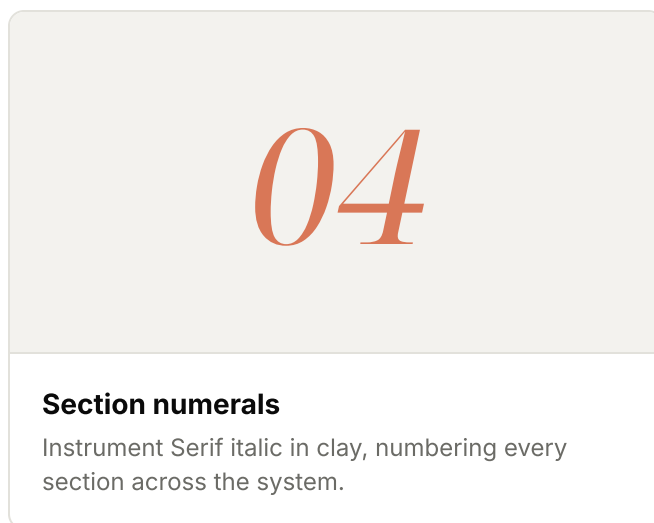 04
Section numerals
Instrument Serif italic in clay, numbering every
section across the system.